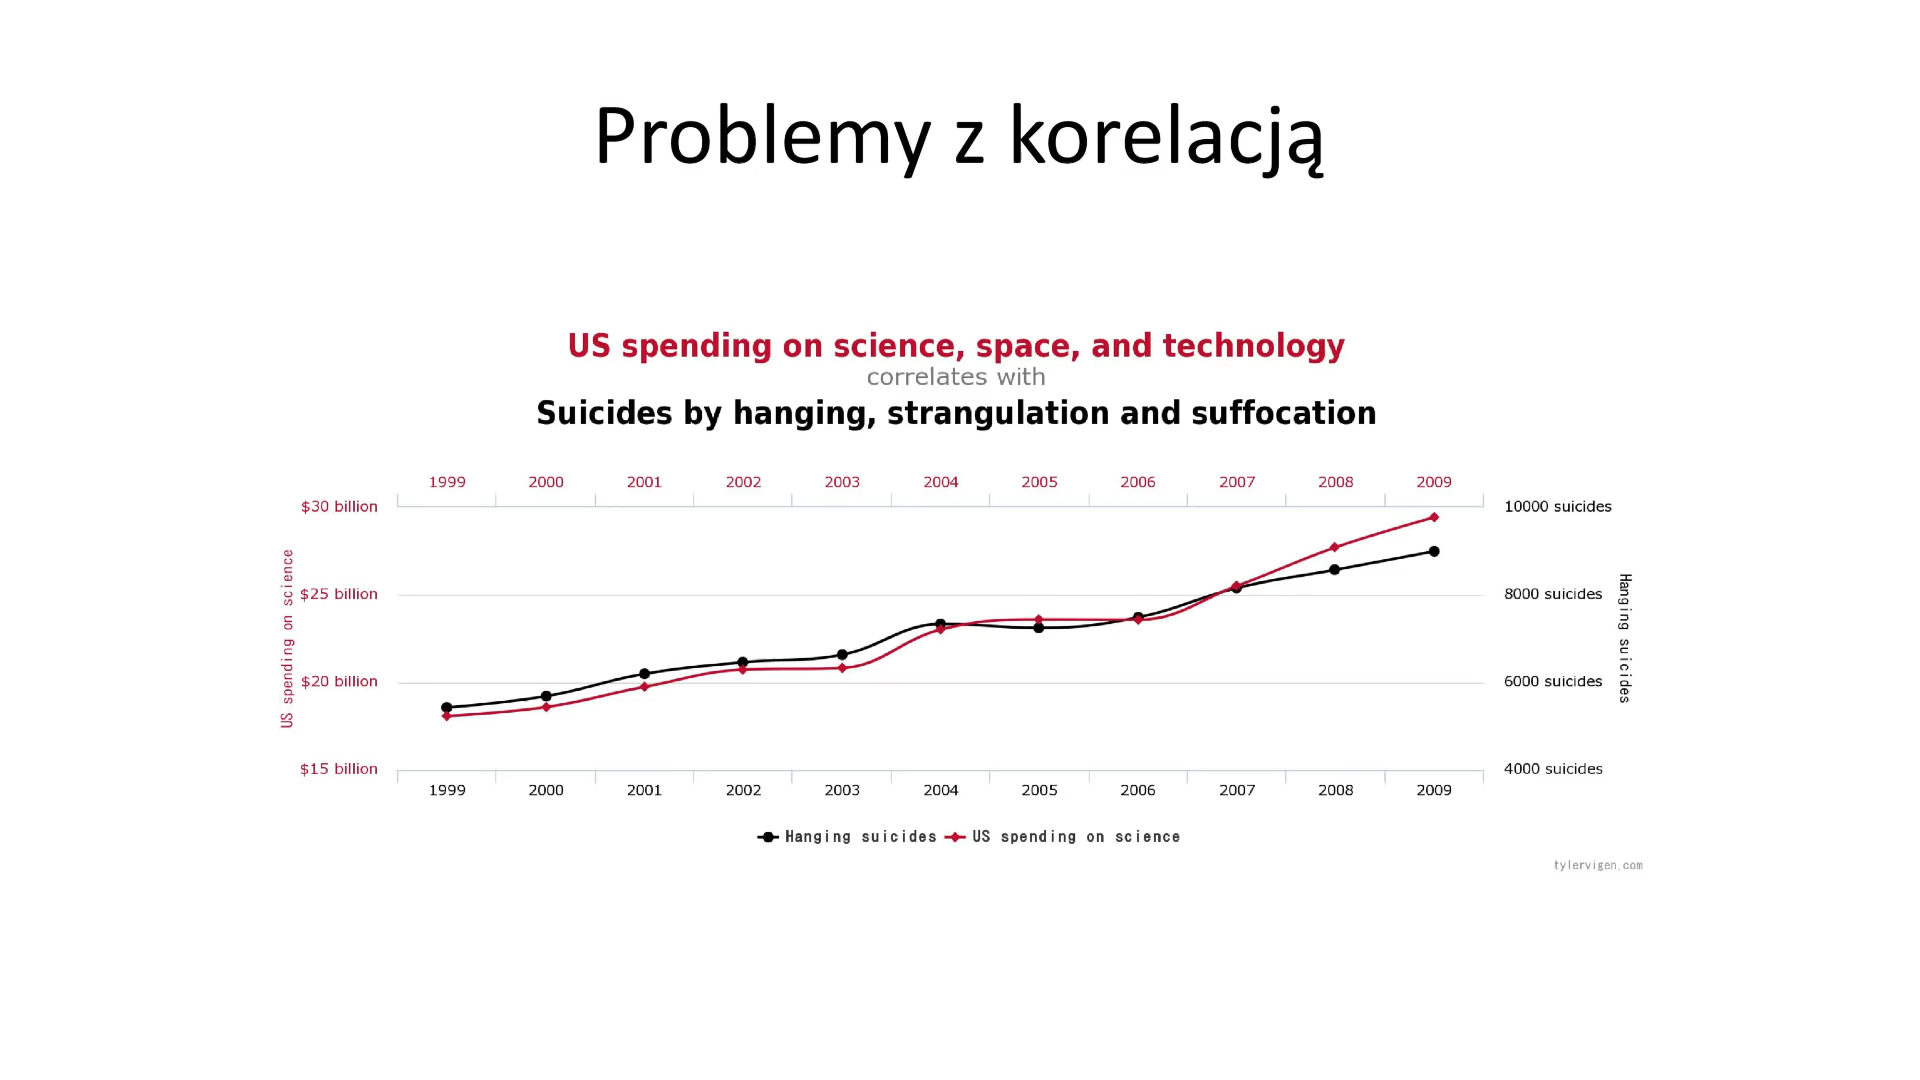 Problemy z korelacją
US spending on science, space, and technology
correlates with
Suicides by hanging, strangulation and suffocation
1999 2000 2001 2002 2003 2004 2005 2006 2007 2008 2009
$30 billion 10000 suicides
$25 billion 8000 suicides
$20 billion 6000 suicides
$15 billion 4000 suicides
US spending on science
Hanging suicides
1999 2000 2001 2002 2003 2004 2005 2006 2007 2008 2009
Hanging suicides US spending on science
tylervigen.com